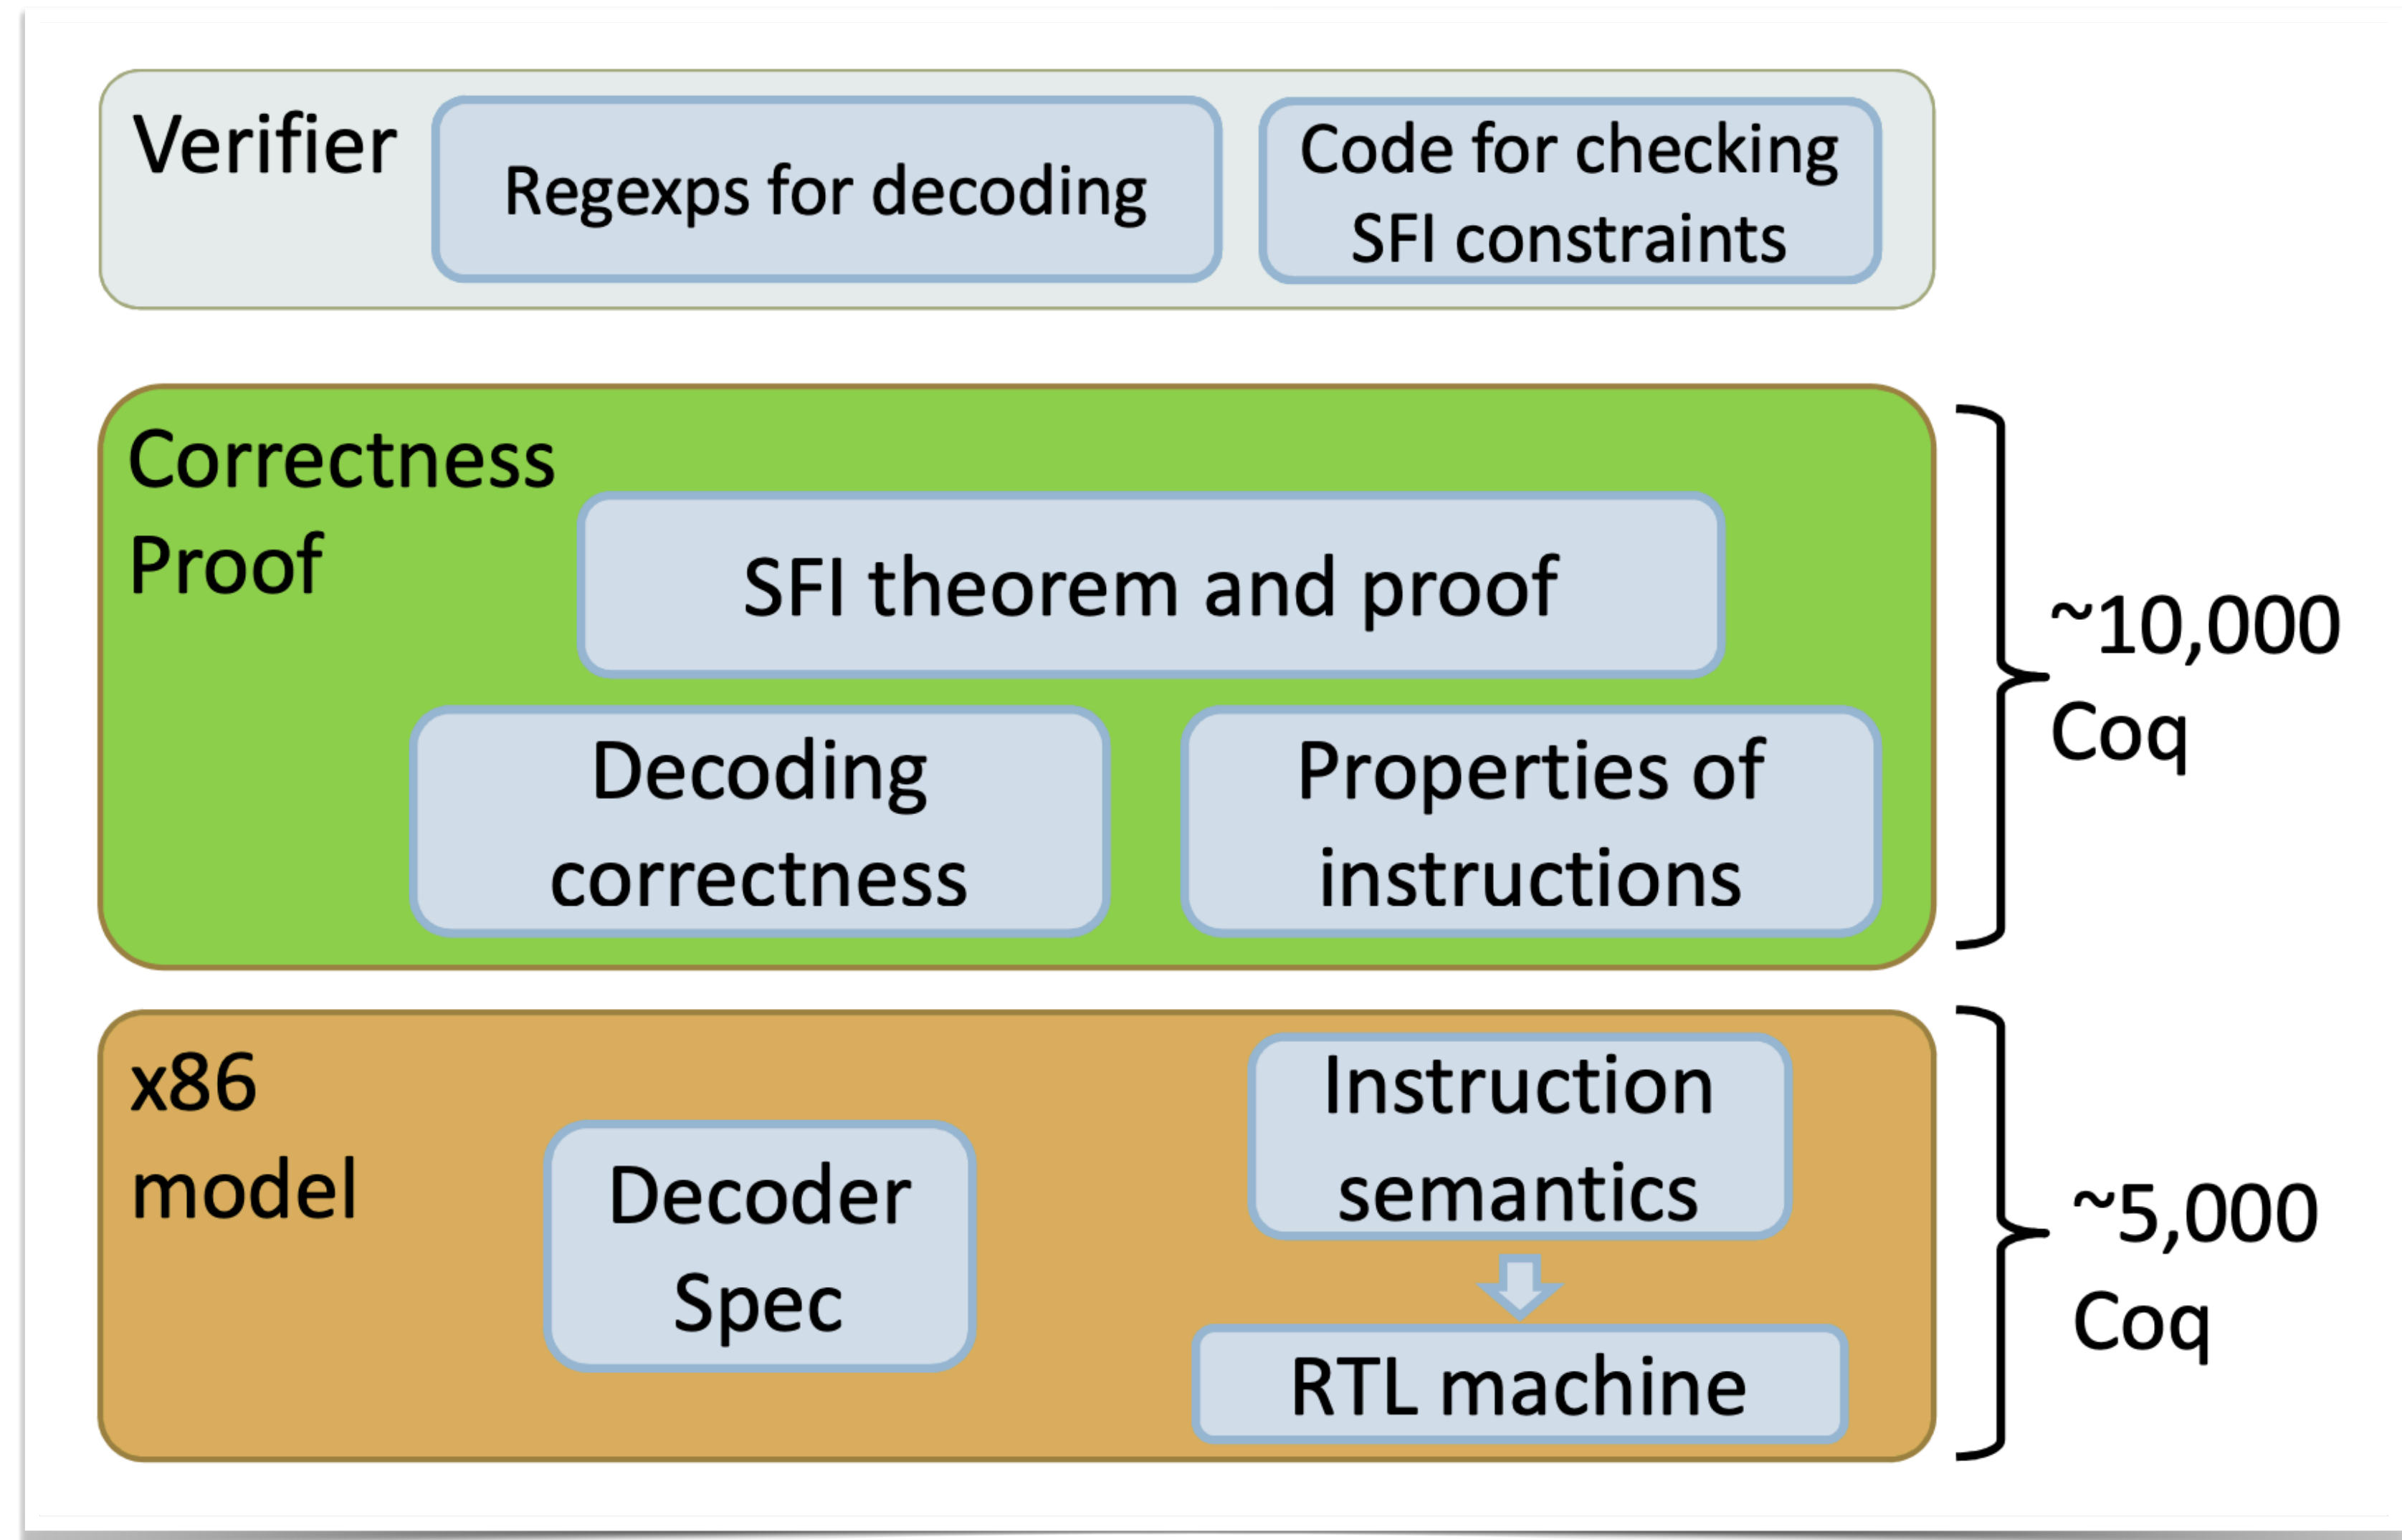 Verifier
Regexps for decoding
Code for checking
SFI constraints
Correctness
Proof
SFI theorem and proof
Decoding
correctness
Properties of
instructions
~10,000
Coq
x86
model
Decoder
Spec
Instruction
semantics
RTL machine
~5,000
Coq